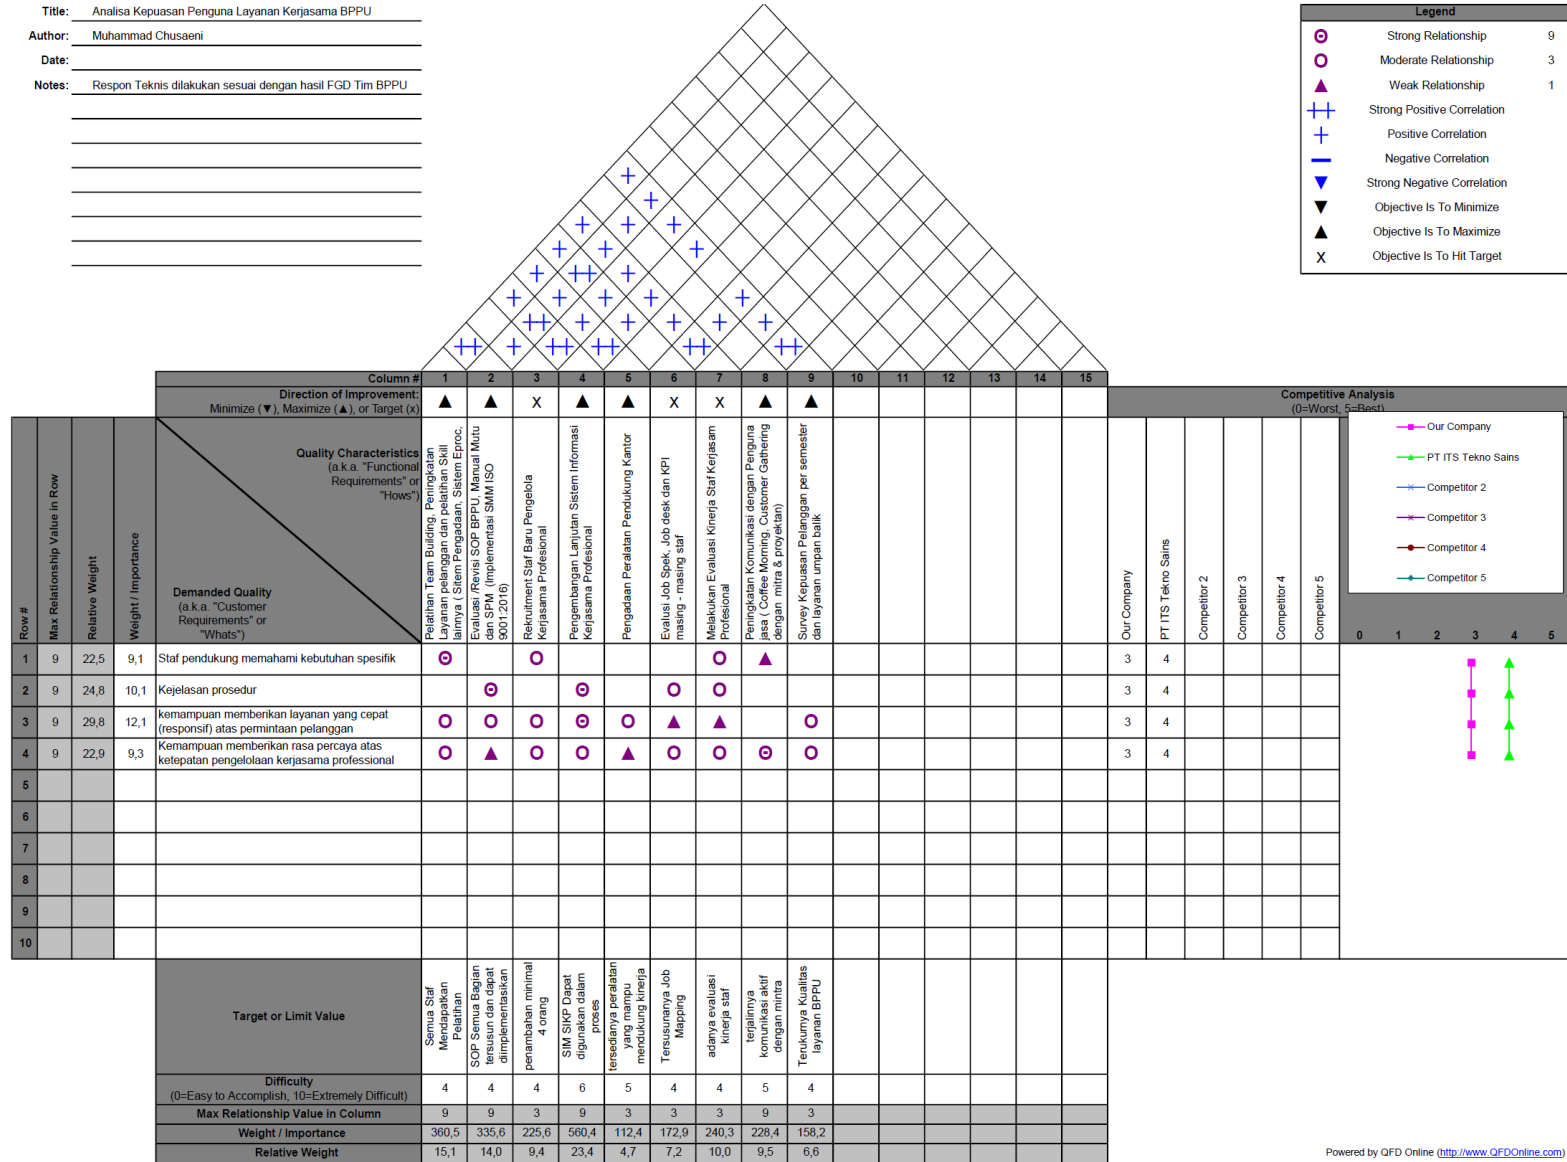 Title: Analisa Kepuasan Penguna Layanan Kerjasama BPPU
Author: Muhammad Chusaeni
Date:
Notes: Respon Teknis dilakukan sesuai dengan hasil FGD Tim BPPU
Legend
Strong Relationship 9
Moderate Relationship 3
Weak Relationship 1
Strong Positive Correlation
Positive Correlation
Negative Correlation
Strong Negative Correlation
Objective Is To Minimize
Objective Is To Maximize
X Objective Is To Hit Target
Column # 1 2 3 4 5 6 7 8 9 10 11 12 13 14 15
Direction of Improvement:
Minimize (▼), Maximize (▲), or Target (x)
▲ ▲ X ▲ ▲ X X ▲ ▲
Competitive Analysis
(0=Worst, 5=Best)
Row #
Max Relationship Value in Row
Relative Weight
Weight / Importance
Quality Characteristics
(a.k.a. "Functional
Requirements" or
"Hows")
Demanded Quality
(a.k.a. "Customer
Requirements" or
"Whats")
Pelatihan Team Building, Peningkatan
Layanan pelanggan dan pelatihan Skill
lainnya ( Sitem Pengadaan, Sistem Eproc,
Evaluasi /Revisi SOP BPPU, Manual Mutu
dan SPM (Implementasi SMM ISO
9001:2016)
Rekruitment Staf Baru Pengelola
Kerjasama Profesional
Pengembangan Lanjutan Sistem Informasi
Kerjasama Profesional
Pengadaan Peralatan Pendukung Kantor
Evalusi Job Spek, Job desk dan KPI
masing - masing staf
Melakukan Evaluasi Kinerja Staf Kerjasam
Profesional
Peningkatan Komunikasi dengan Penguna
jasa ( Coffee Morning, Customer Gathering
dengan mitra & proyektan)
Survey Kepuasan Pelanggan per semester
dan layanan umpan balik
Our Company
PT ITS Tekno Sains
Competitor 2
Competitor 3
Competitor 4
Competitor 5
Our Company
PT ITS Tekno Sains
Competitor 2
Competitor 3
Competitor 4
Competitor 5
0 1 2 3 4 5
1 9 22,5 9,1 Staf pendukung memahami kebutuhan spesifik 3 4
2 9 24,8 10,1 Kejelasan prosedur 3 4
3 9 29,8 12,1 kemampuan memberikan layanan yang cepat
(responsif) atas permintaan pelanggan 3 4
4 9 22,9 9,3 Kemampuan memberikan rasa percaya atas
ketepatan pengelolaan kerjasama professional 3 4
5
6
7
8
9
10
Target or Limit Value
Semua Staf
Mendapatkan
Pelatihan
SOP Semua Bagian
tersusun dan dapat
diimplementasikan
penambahan minimal
4 orang
SIM SIKP Dapat
digunakan dalam
proses
tersedianya peralatan
yang mampu
mendukung kinerja
Tersusunanya Job
Mapping
adanya evaluasi
kinerja staf
terjalinnya
komunikasi aktif
dengan mintra
Terukurnya Kualitas
layanan BPPU
Difficulty
(0=Easy to Accomplish, 10=Extremely Difficult)
4 4 4 6 5 4 4 5 4
Max Relationship Value in Column 9 9 3 9 3 3 3 9 3
Weight / Importance 360,5 335,6 225,6 560,4 112,4 172,9 240,3 228,4 158,2
Relative Weight 15,1 14,0 9,4 23,4 4,7 7,2 10,0 9,5 6,6
Powered by QFD Online (http://www.QFDOnline.com)